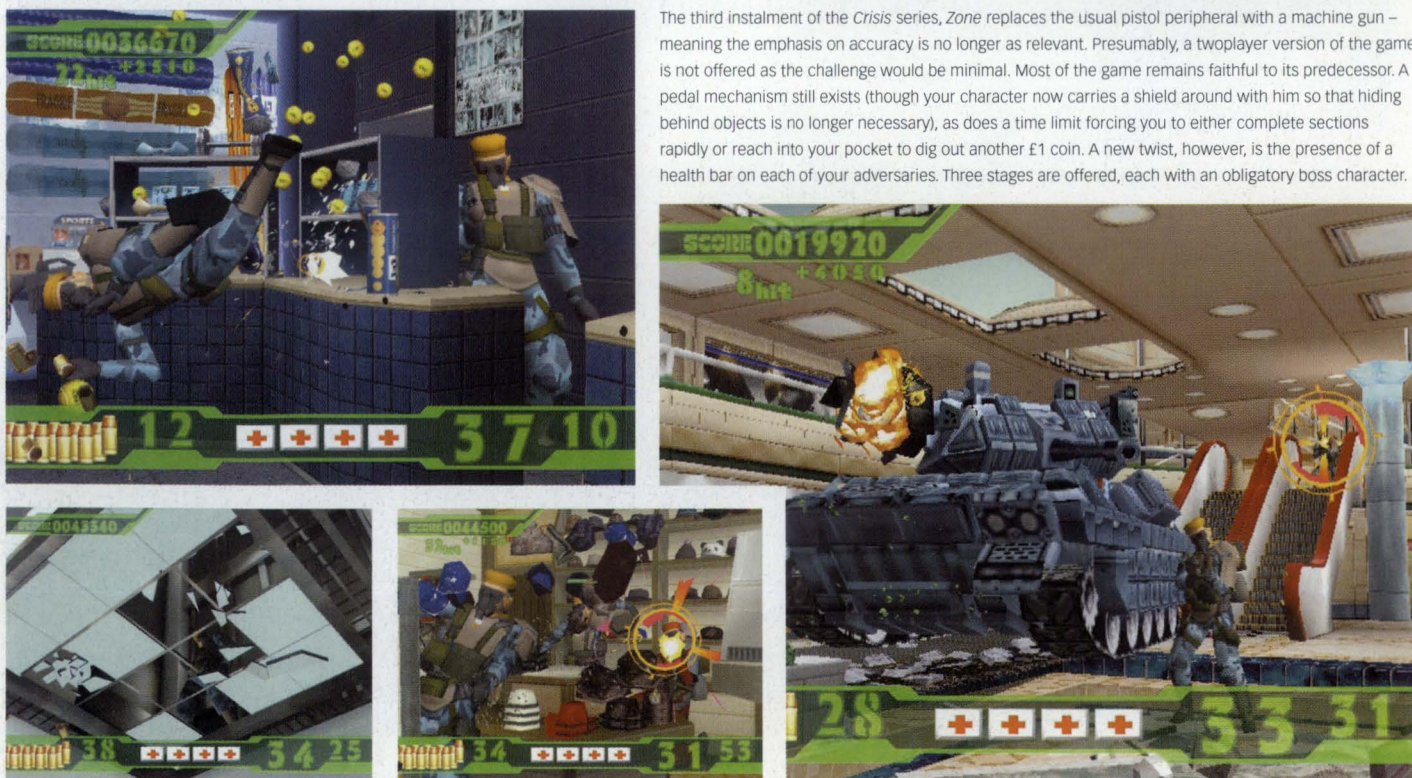 The third instalment of the Crisis series, Zone replaces the usual pistol peripheral with a machine gun –
meaning the emphasis on accuracy is no longer as relevant. Presumably, a twoplayer version of the game
is not offered as the challenge would be minimal. Most of the game remains faithful to its predecessor. A
pedal mechanism still exists (though your character now carries a shield around with him so that hiding
behind objects is no longer necessary), as does a time limit forcing you to either complete sections
rapidly or reach into your pocket to dig out another £1 coin. A new twist, however, is the presence of a
health bar on each of your adversaries. Three stages are offered, each with an obligatory boss character.
SCORE 0036670
+2510
22hit
SPORTS
12
37 10
SCORE 0019920
+4050
8hit
28
33 31
SCORE 0043340
38
34 25
SCORE 0044500
34
31 53